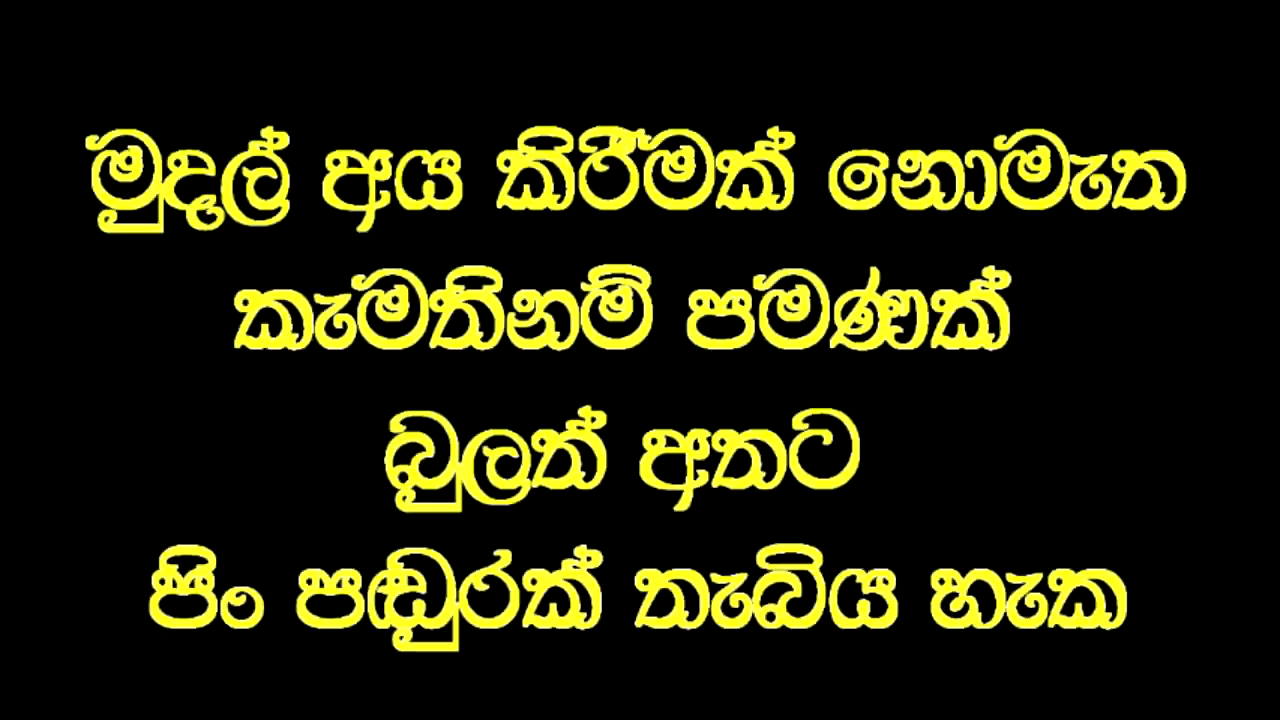 මුදල් අය කිරීමක් නොමැත
කැමතිනම් පමණක්
බුලත් අතට
පිං පඬුරක් තැබිය හැක